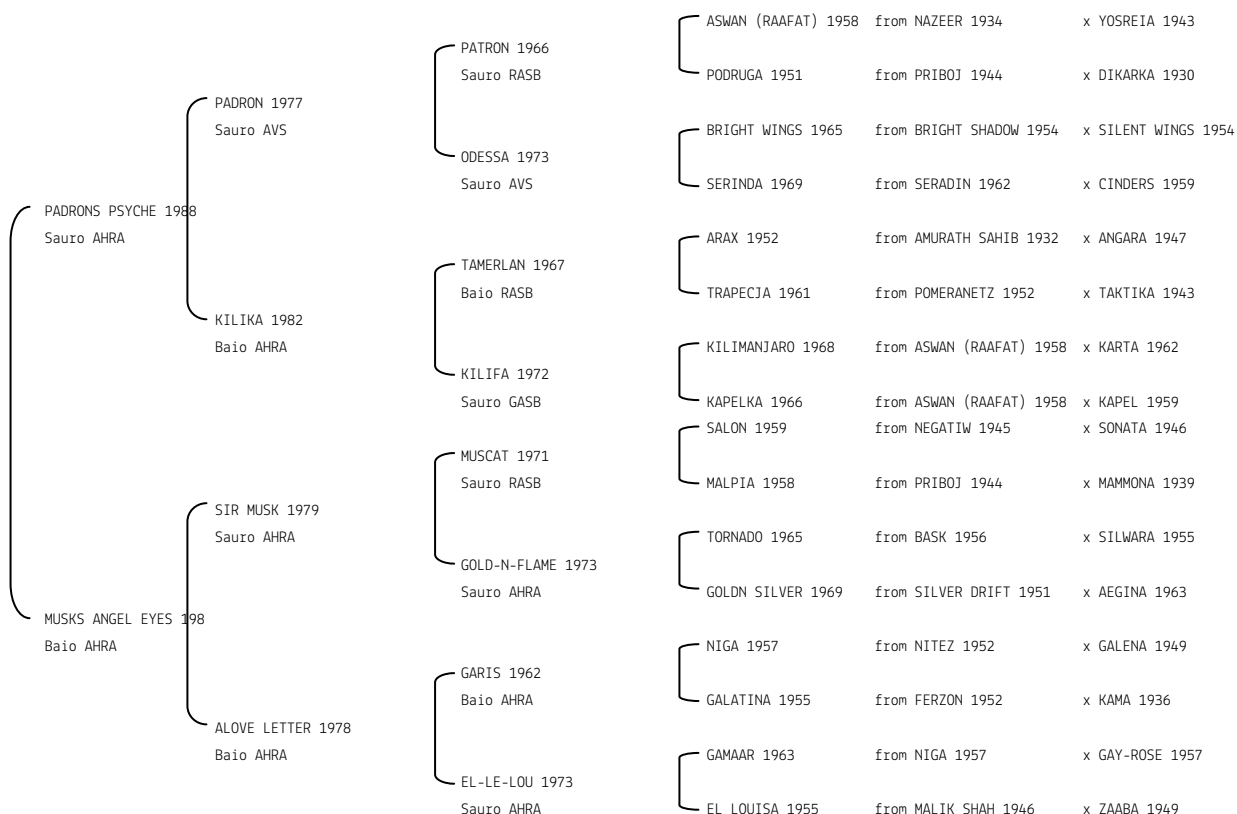 ASWAN (RAAFAT) 1958 from NAZEER 1934 x YOSREIA 1943
PATRON 1966
Sauro RASB
PODRUGA 1951 from PRIBOJ 1944 x DIKARKA 1930
PADRON 1977
Sauro AVS
BRIGHT WINGS 1965 from BRIGHT SHADOW 1954 x SILENT WINGS 1954
ODESSA 1973
Sauro AVS
SERINDA 1969 from SERADIN 1962 x CINDERS 1959
PADRONS PSYCHE 1988
Sauro AHRA
ARAX 1952 from AMURATH SAHIB 1932 x ANGARA 1947
TAMERLAN 1967
Baio RASB
TRAPECJA 1961 from POMERANETZ 1952 x TAKTIKA 1943
KILIKA 1982
Baio AHRA
KILIMANJARO 1968 from ASWAN (RAAFAT) 1958 x KARTA 1962
KILIFA 1972
Sauro GASB
KAPELKA 1966 from ASWAN (RAAFAT) 1958 x KAPEL 1959
SALON 1959 from NEGATIW 1945 x SONATA 1946
MUSCAT 1971
Sauro RASB
MALPIA 1958 from PRIBOJ 1944 x MAMMONA 1939
SIR MUSK 1979
Sauro AHRA
TORNADO 1965 from BASK 1956 x SILWARA 1955
GOLD-N-FLAME 1973
Sauro AHRA
GOLDN SILVER 1969 from SILVER DRIFT 1951 x AEGINA 1963
MUSKS ANGEL EYES 198
Baio AHRA
NIGA 1957 from NITEZ 1952 x GALENA 1949
GARIS 1962
Baio AHRA
GALATINA 1955 from FERZON 1952 x KAMA 1936
ALOVE LETTER 1978
Baio AHRA
GAMAAR 1963 from NIGA 1957 x GAY-ROSE 1957
EL-LE-LOU 1973
Sauro AHRA
EL LOUISA 1955 from MALIK SHAH 1946 x ZAABA 1949